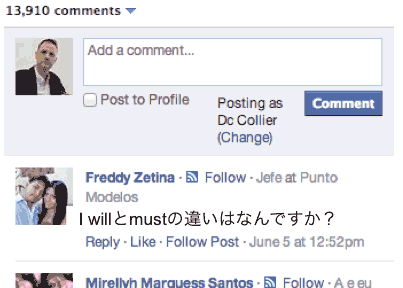 13,910 comments
Add a comment...
Post to Profile
Posting as
Dc Collier
(Change)
Comment
Freddy Zetina · Follow · Jefe at Punto
Modelos
I willとmustの違いはなんですか？
Reply · Like · Follow Post · June 5 at 12:52pm
Mirellyh Marquess Santos · Follow · A e eu